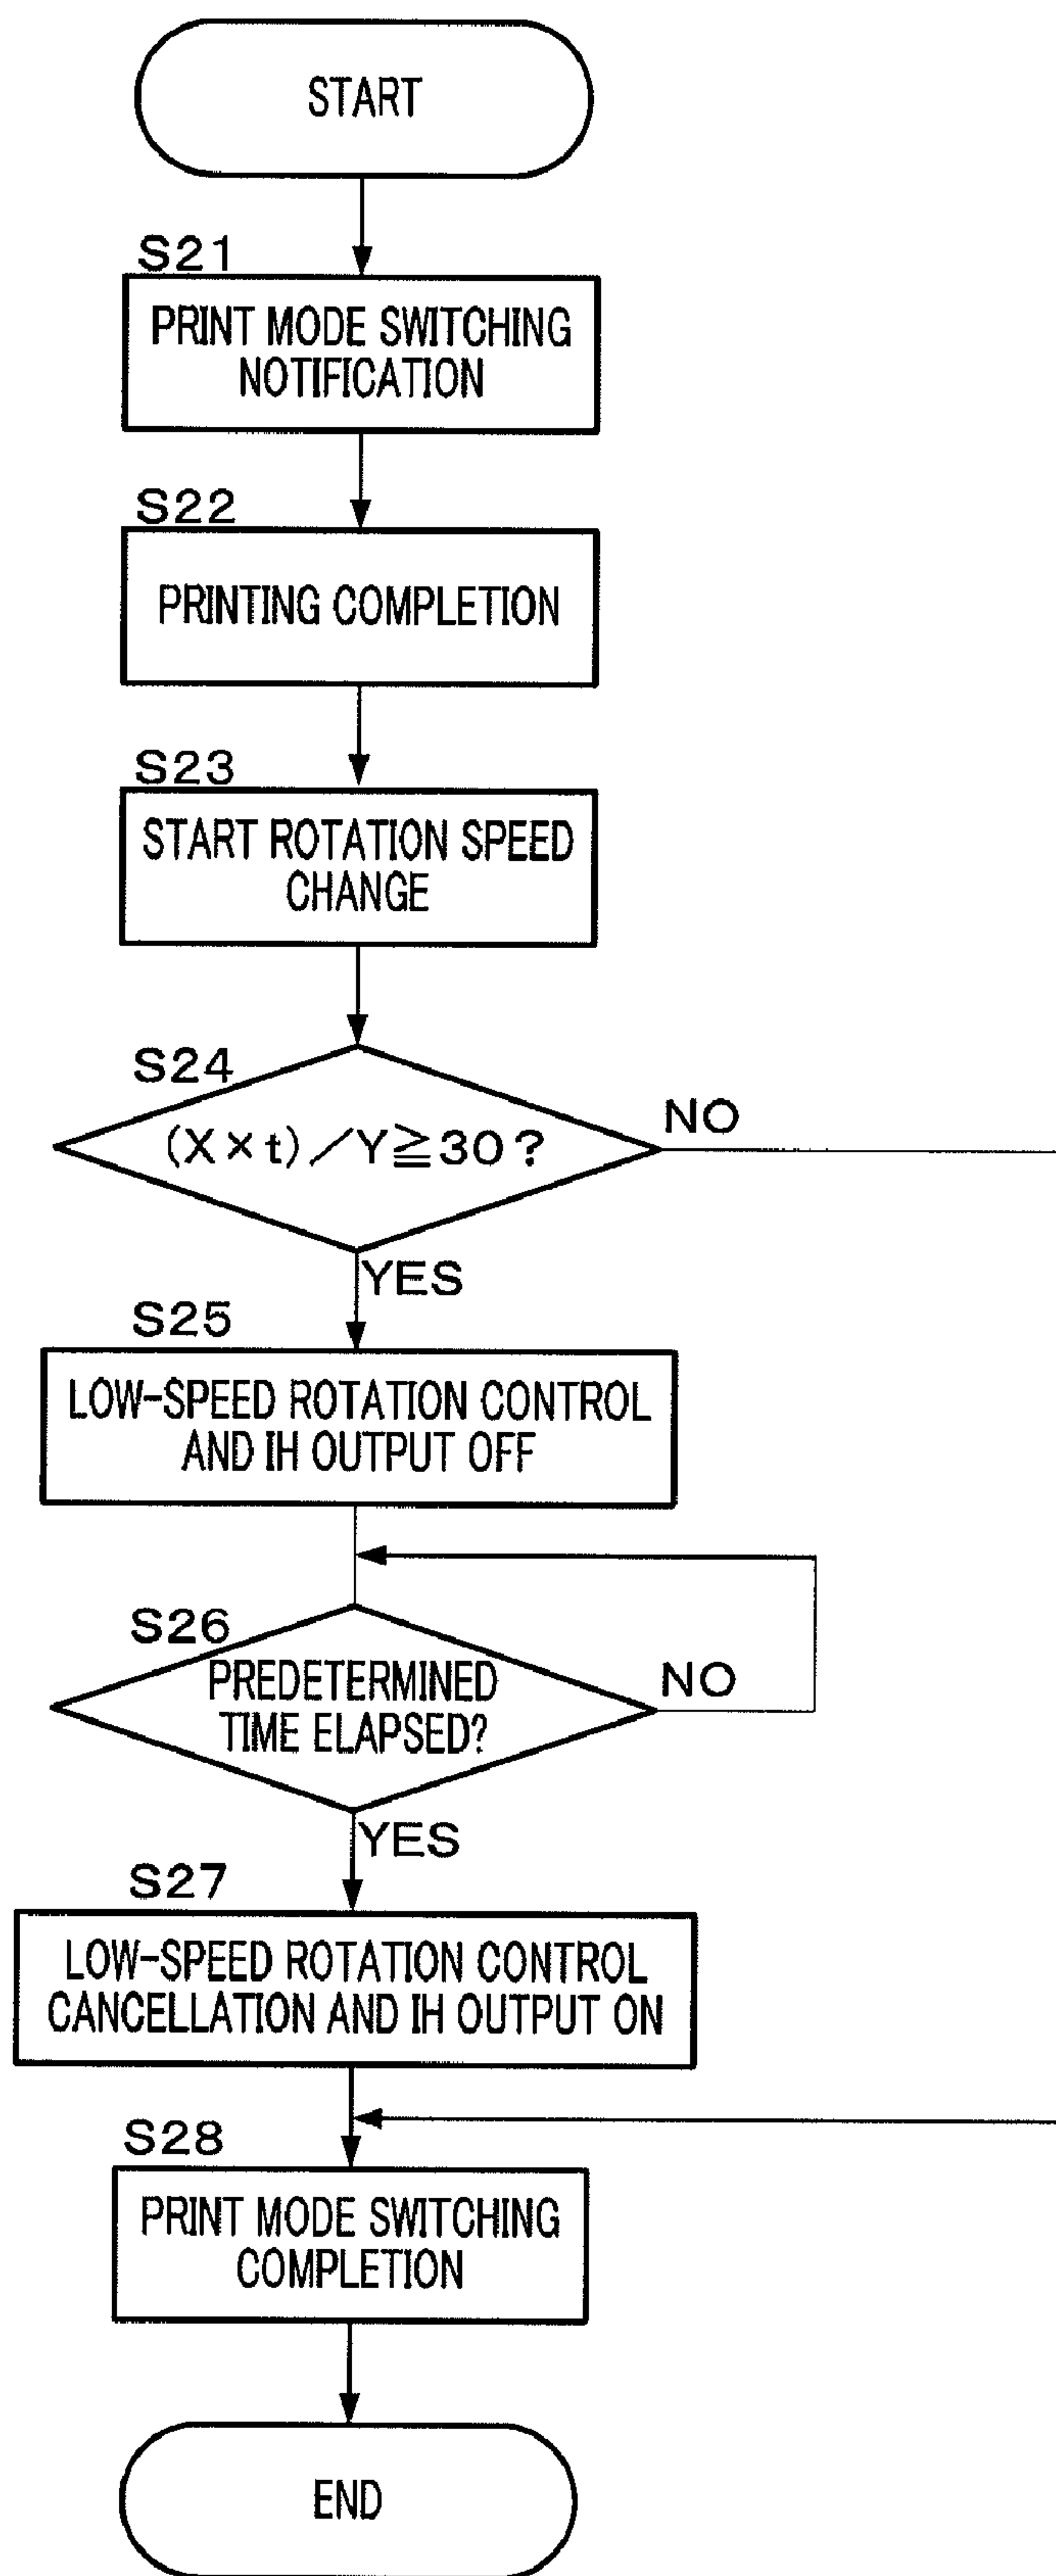 START
S21
PRINT MODE SWITCHING
NOTIFICATION
S22
PRINTING COMPLETION
S23
START ROTATION SPEED
CHANGE
S24
(X×t)／Y≧30?
NO
YES
S25
LOW-SPEED ROTATION CONTROL
AND IH OUTPUT OFF
S26
PREDETERMINED
TIME ELAPSED?
NO
YES
S27
LOW-SPEED ROTATION CONTROL
CANCELLATION AND IH OUTPUT ON
S28
PRINT MODE SWITCHING
COMPLETION
END